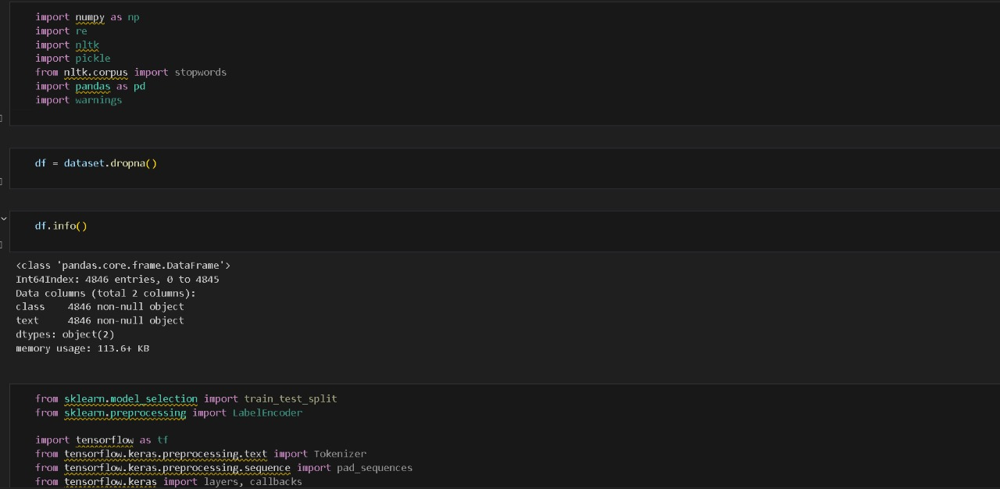 import numpy as np
import re
import nltk
import pickle
from nltk.corpus import stopwords
import pandas as pd
import warnings
df = dataset.dropna()
df.info()
<class 'pandas.core.frame.DataFrame'>
Int64Index: 4846 entries, 0 to 4845
Data columns (total 2 columns):
class    4846 non-null object
text     4846 non-null object
dtypes: object(2)
memory usage: 113.6+ KB
from sklearn.model_selection import train_test_split
from sklearn.preprocessing import LabelEncoder
import tensorflow as tf
from tensorflow.keras.preprocessing.text import Tokenizer
from tensorflow.keras.preprocessing.sequence import pad_sequences
from tensorflow.keras import layers, callbacks